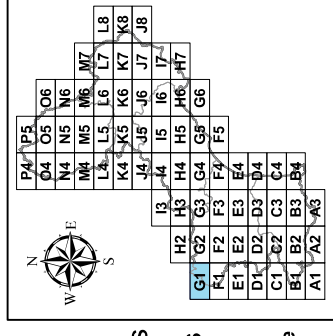 N
W E
S
P4 P5
O4 O5 O6
N4 N5 N6
M4 M5 M6 M7
L4 L5 L6 L7 L8
K4 K5 K6 K7 K8
J4 J5 J6 J7 J8
I3 I4 I5 I6 I7
H2 H3 H4 H5 H6 H7
G1 G2 G3 G4 G5 G6
F1 F2 F3 F4 F5
E1 E2 E3 E4
D1 D2 D3 D4
C1 C2 C3 C4
B1 B2 B3 B4
A1 A2 A3